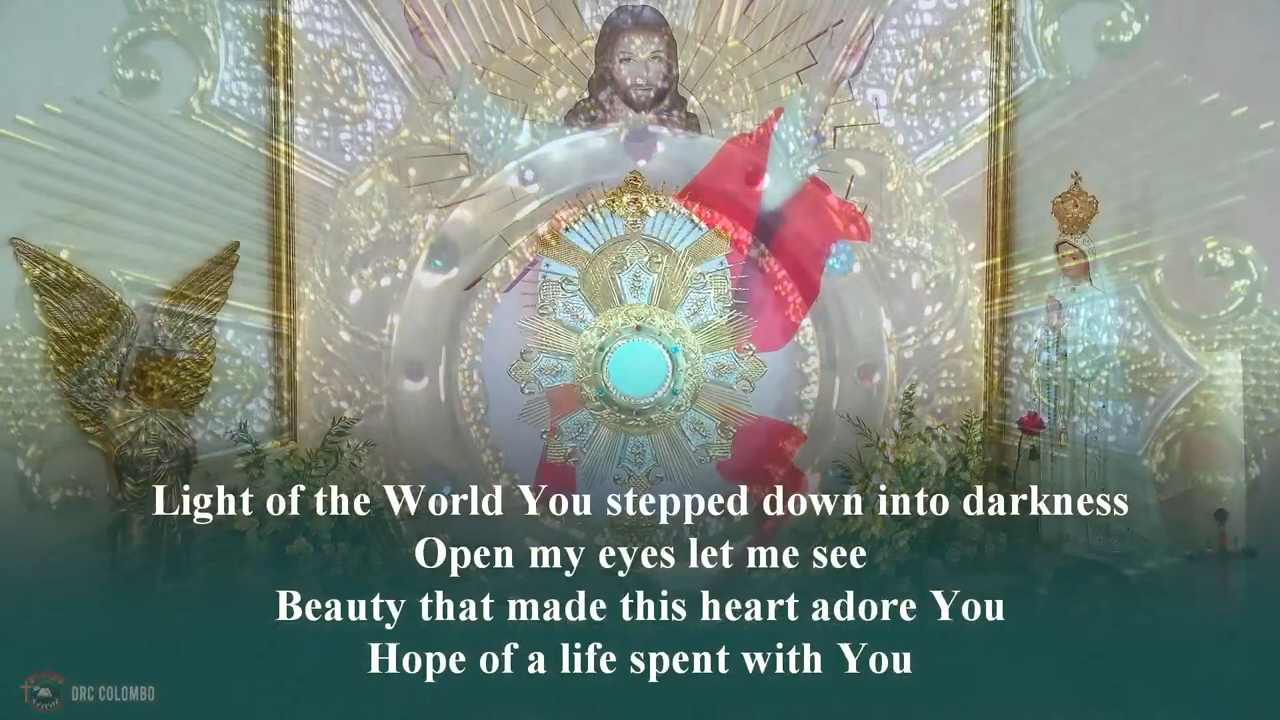 Light of the World You stepped down into darkness
Open my eyes let me see
Beauty that made this heart adore You
Hope of a life spent with You
DRC COLOMBO